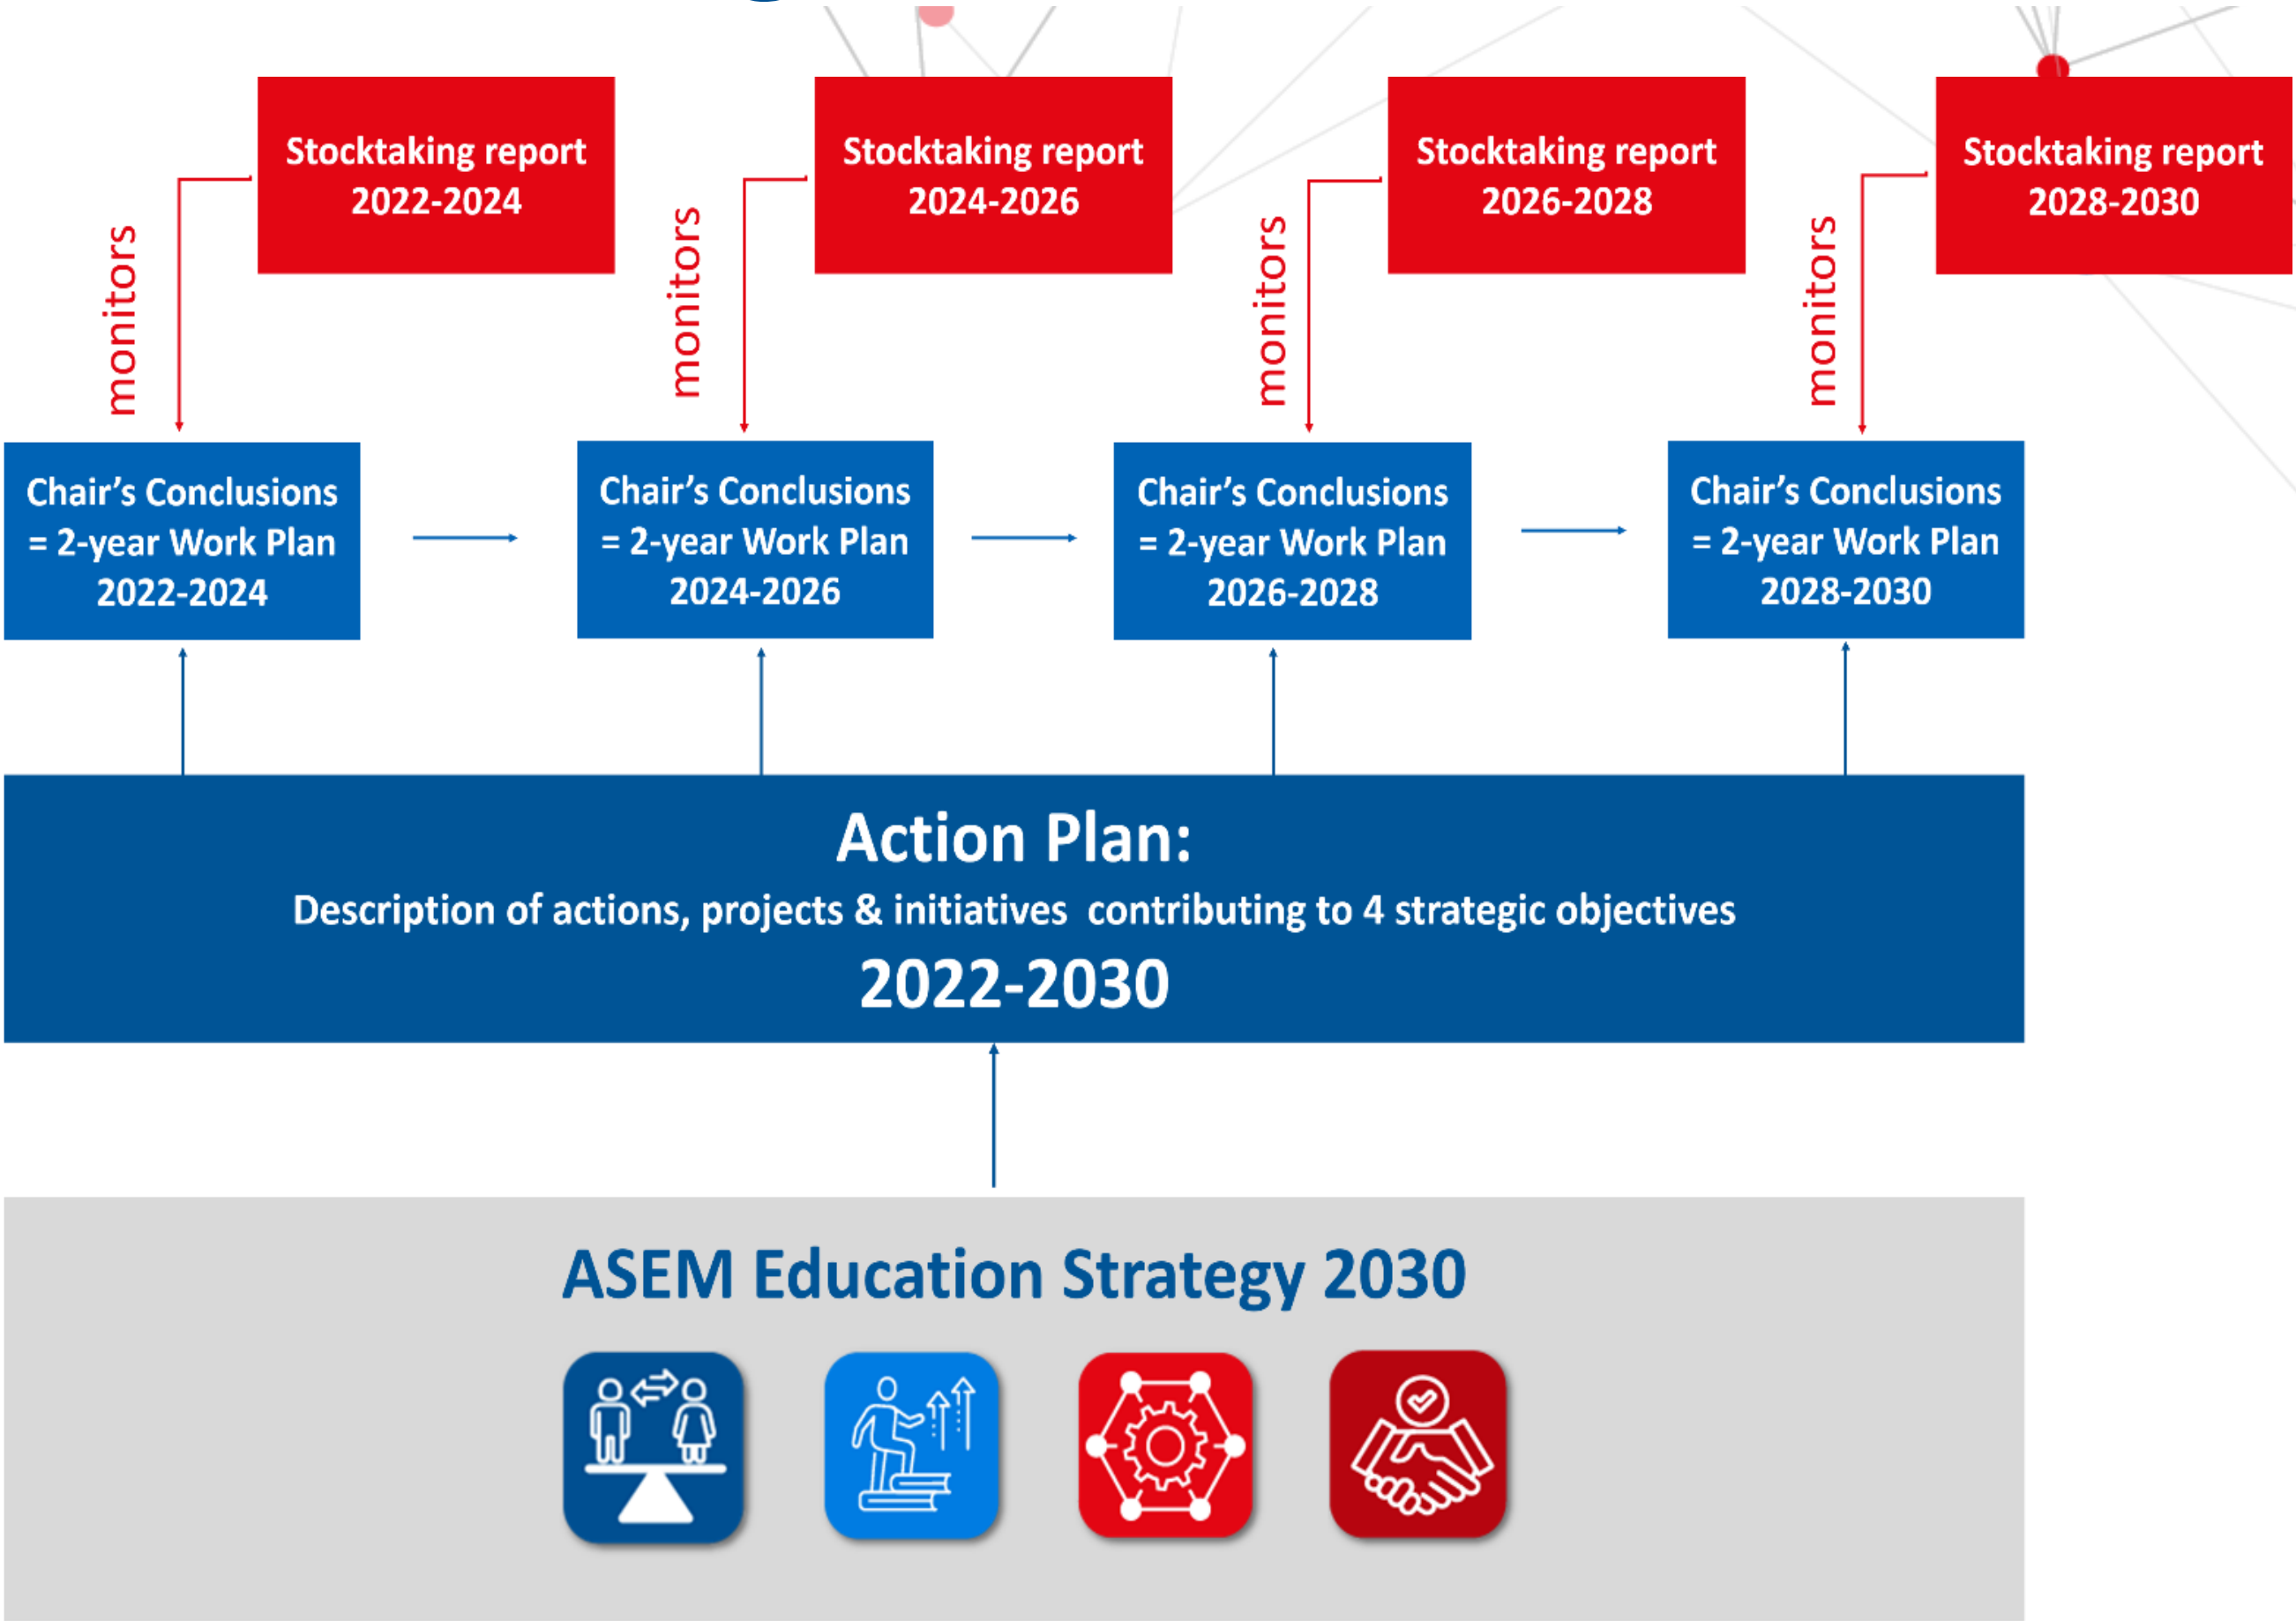 Stocktaking report
2022-2024
Stocktaking report
2024-2026
Stocktaking report
2026-2028
Stocktaking report
2028-2030
monitors
monitors
monitors
monitors
Chair’s Conclusions
= 2-year Work Plan
2022-2024
Chair’s Conclusions
= 2-year Work Plan
2024-2026
Chair’s Conclusions
= 2-year Work Plan
2026-2028
Chair’s Conclusions
= 2-year Work Plan
2028-2030
Action Plan:
Description of actions, projects & initiatives contributing to 4 strategic objectives
2022-2030
ASEM Education Strategy 2030